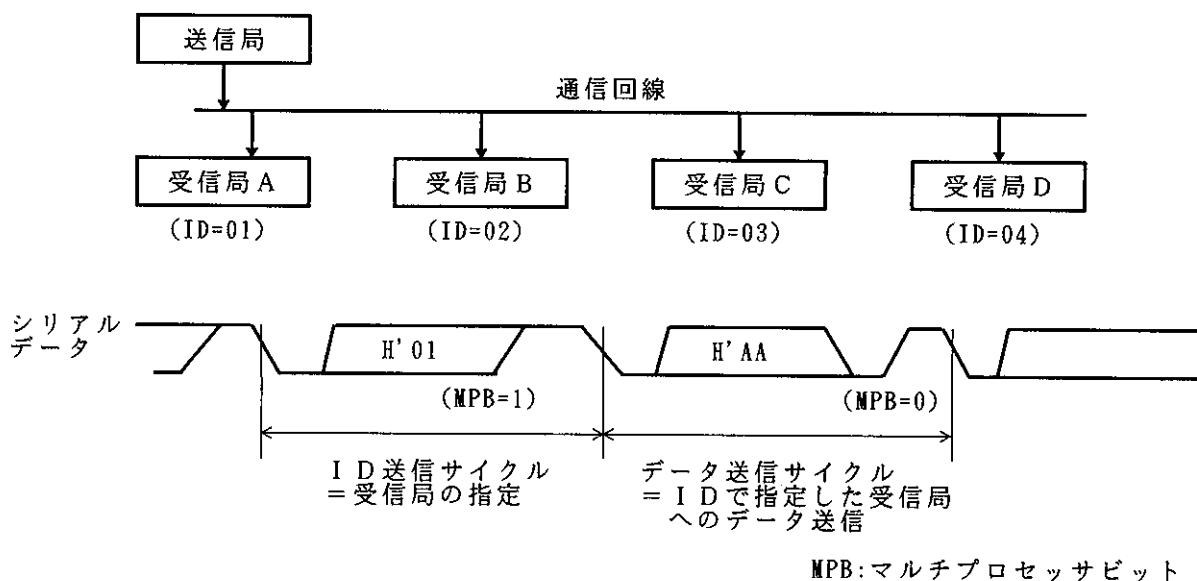 送信局
通信回線
受信局A 受信局B 受信局C 受信局D
(ID=01) (ID=02) (ID=03) (ID=04)
シリアル
データ
H'01 H'AA
(MPB=1) (MPB=0)
ID送信サイクル
=受信局の指定
データ送信サイクル
=IDで指定した受信局
へのデータ送信
MPB:マルチプロセッサビット